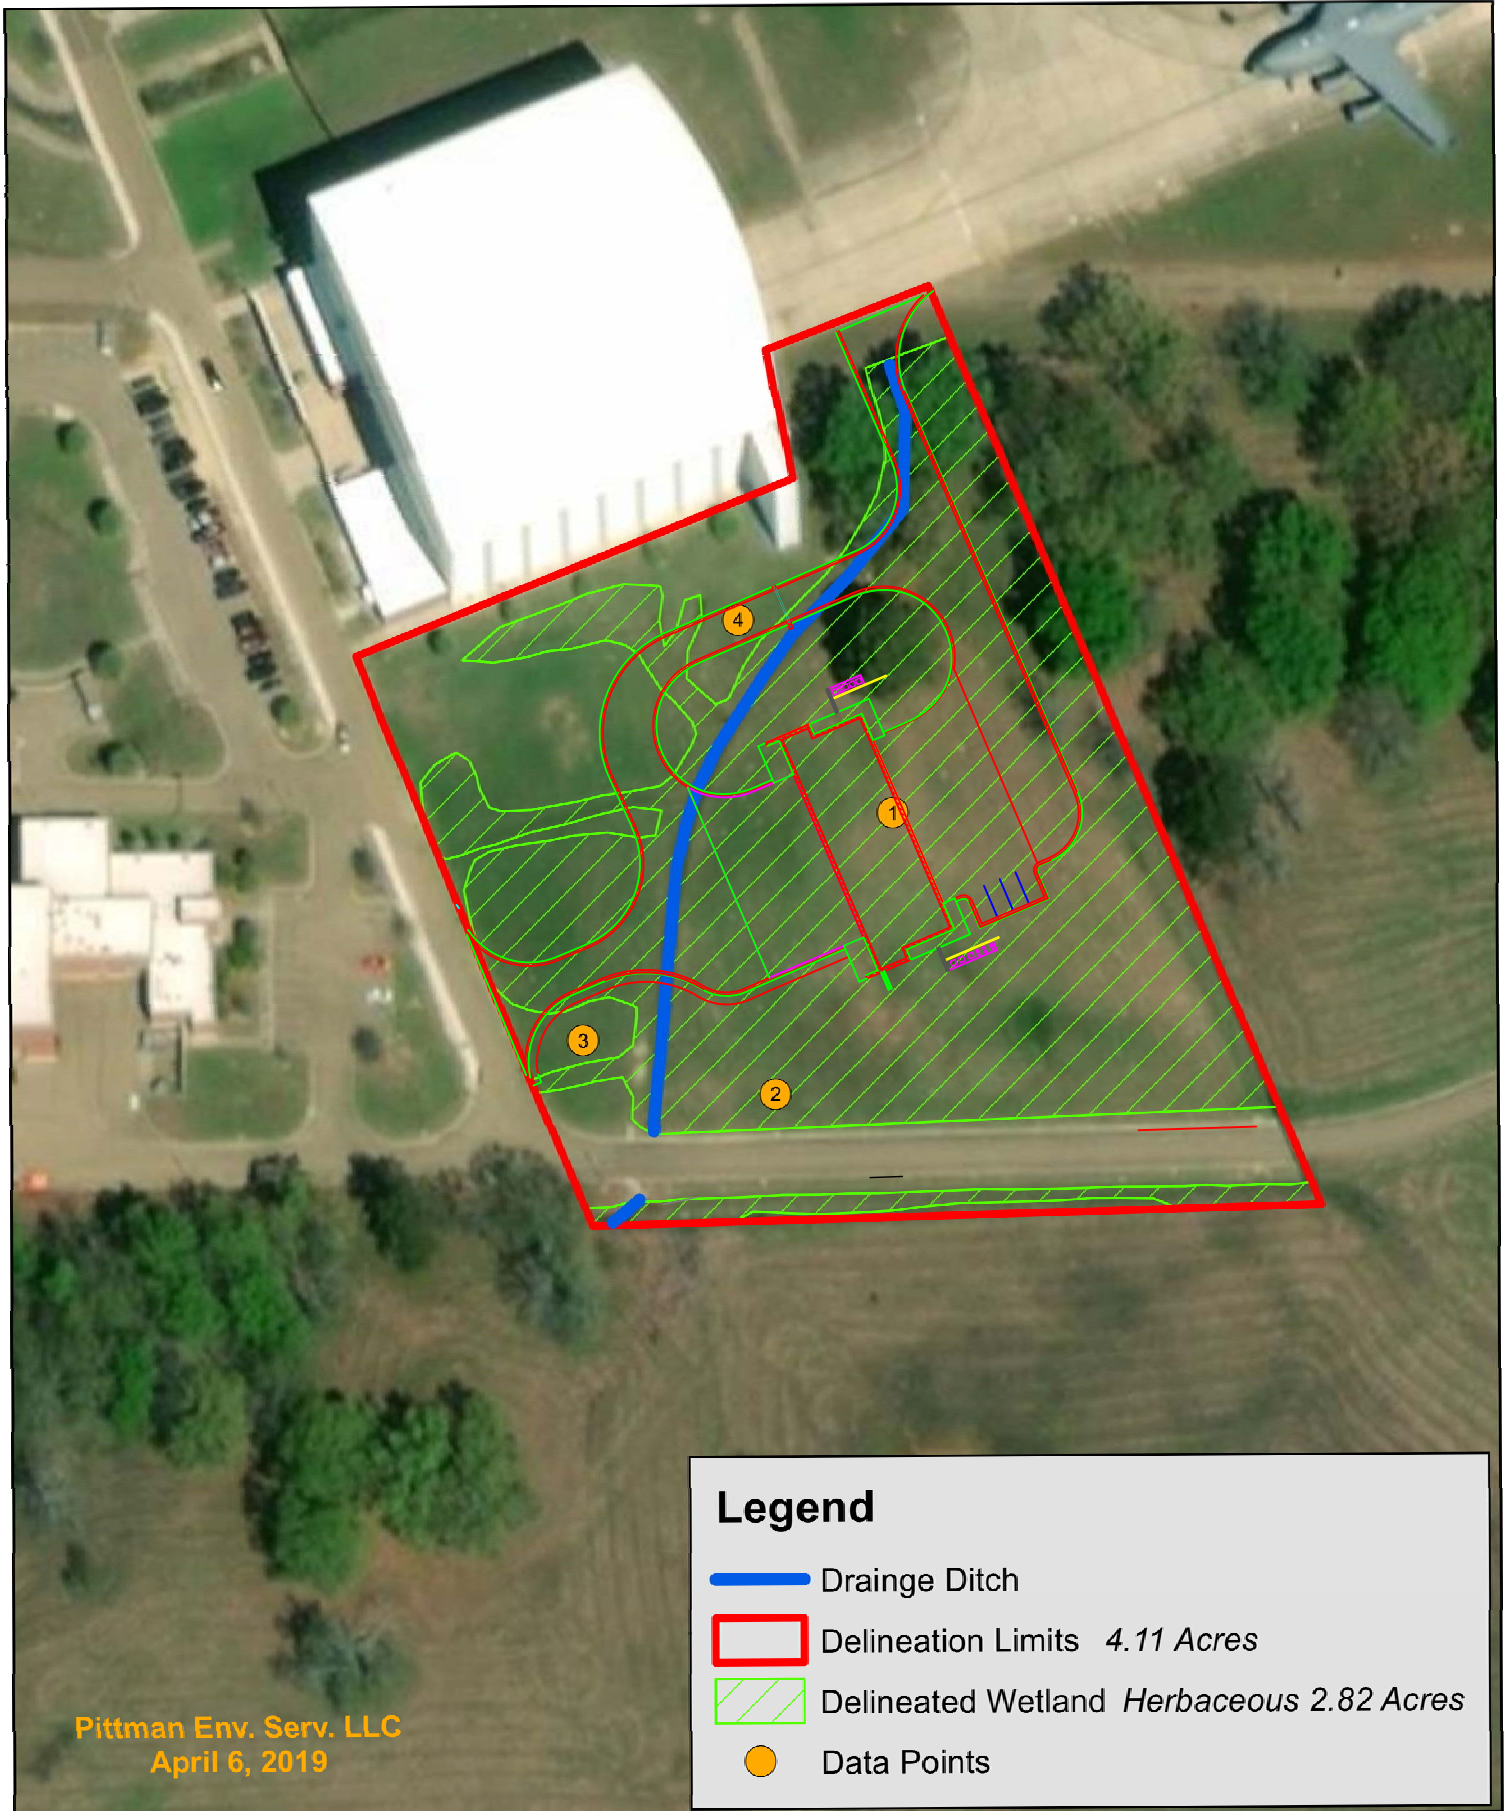 4
1
3
2
Legend
Drainge Ditch
Delineation Limits 4.11 Acres
Delineated Wetland Herbaceous 2.82 Acres
Data Points
Pittman Env. Serv. LLC
April 6, 2019